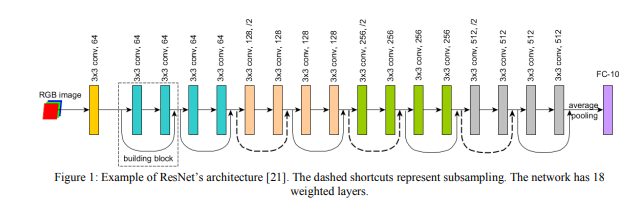 3x3 conv, 64
3x3 conv, 64
3x3 conv, 64
3x3 conv, 64
3x3 conv, 64
3x3 conv, 128, /2
3x3 conv, 128
3x3 conv, 128
3x3 conv, 128
3x3 conv, 256, /2
3x3 conv, 256
3x3 conv, 256
3x3 conv, 256
3x3 conv, 512, /2
3x3 conv, 512
3x3 conv, 512
3x3 conv, 512
FC-10
RGB image
average
pooling
building block
Figure 1: Example of ResNet's architecture [21]. The dashed shortcuts represent subsampling. The network has 18
weighted layers.